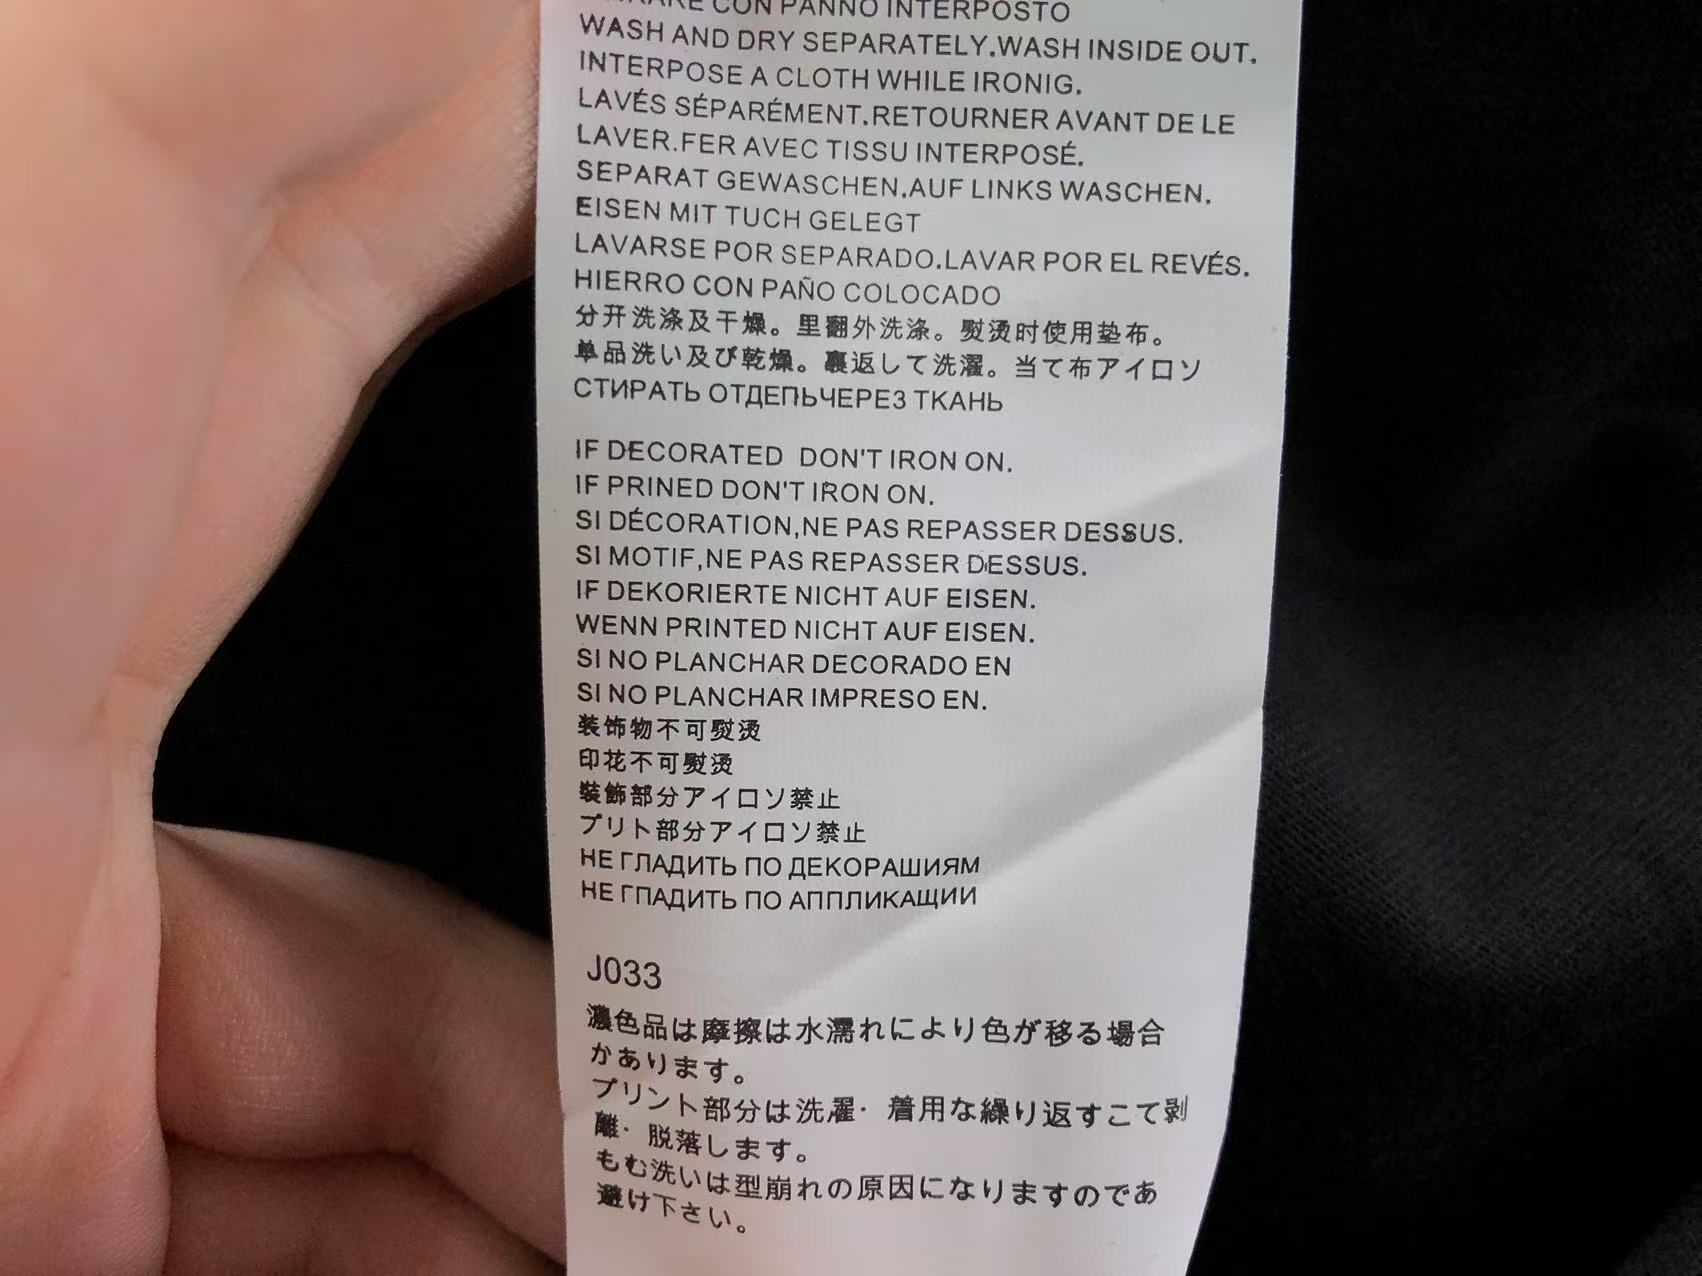 CON PANNO INTERPOSTO
WASH AND DRY SEPARATELY.WASH INSIDE OUT.
INTERPOSE A CLOTH WHILE IRONIG.
LAVÉS SÉPARÉMENT.RETOURNER AVANT DE LE
LAVER.FER AVEC TISSU INTERPOSÉ.
SEPARAT GEWASCHEN.AUF LINKS WASCHEN.
EISEN MIT TUCH GELEGT
LAVARSE POR SEPARADO.LAVAR POR EL REVÉS.
HIERRO CON PAÑO COLOCADO
分开洗涤及干燥。里翻外洗涤。熨烫时使用垫布。
单品洗い及び乾燥。裏返して洗濯。当て布アイロソ
СТИРАТЬ ОТДЕПЬЧЕРЕЗ ТКАНЬ
IF DECORATED DON'T IRON ON.
IF PRINED DON'T IRON ON.
SI DÉCORATION,NE PAS REPASSER DESSUS.
SI MOTIF,NE PAS REPASSER DESSUS.
IF DEKORIERTE NICHT AUF EISEN.
WENN PRINTED NICHT AUF EISEN.
SI NO PLANCHAR DECORADO EN
SI NO PLANCHAR IMPRESO EN.
装饰物不可熨烫
印花不可熨烫
装飾部分アイロソ禁止
プリト部分アイロソ禁止
НЕ ГЛАДИТЬ ПО ДЕКОРАШИЯМ
НЕ ГПАДИТЬ ПО АППЛИКАЩИИ
J033
濃色品は摩擦は水濡れにより色が移る場合
かあります。
プリント部分は洗濯·着用な繰り返すこて剥
離·脱落します。
もむ洗いは型崩れの原因になりますのであ
避け下さい。